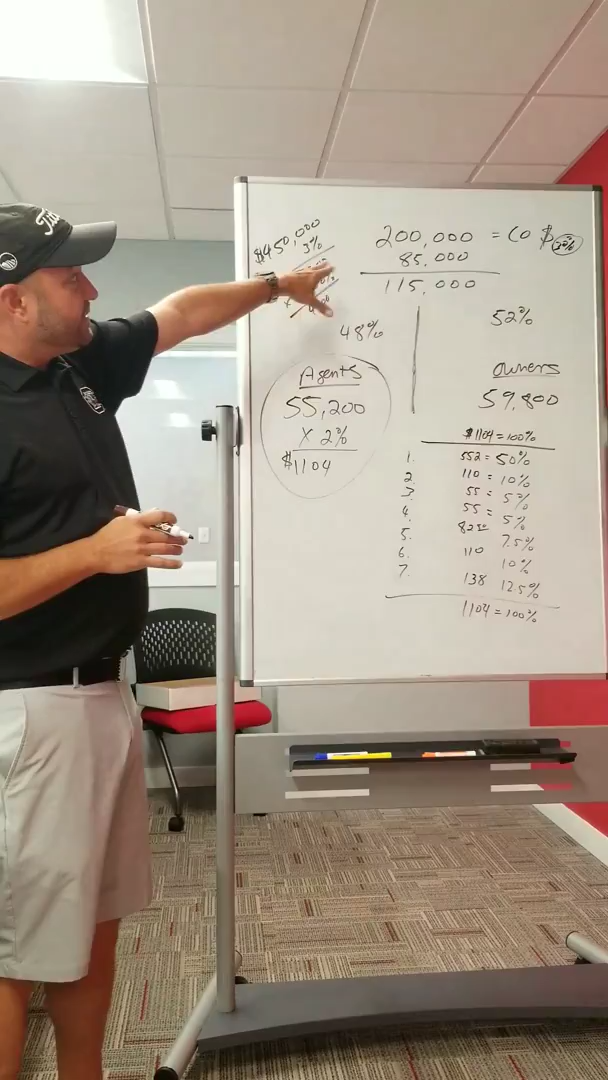 $450,000
3%
200,000 = CO $
85,000
115,000
48%
52%
Agents
55,200
X 2%
$1104
Owners
59,800
$1104 = 100%
1. 552 = 50%
2. 110 = 10%
3. 55 = 5%
4. 55 = 5%
5. 7.5%
6. 110 10%
7. 138 12.5%
1104 = 100%